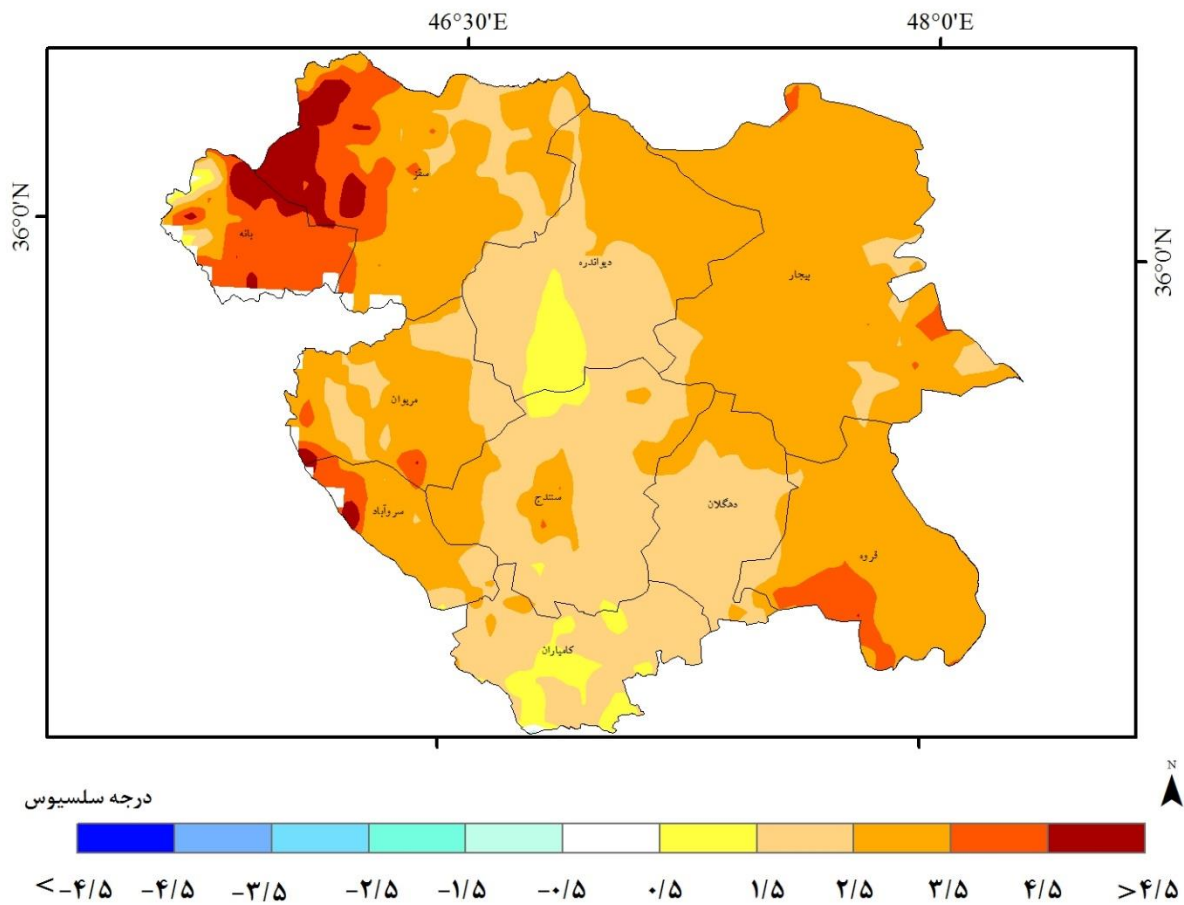 46°30'E 48°0'E
36°0'N
36°0'N
سقز
بانه
دیواندره
بیجار
مریوان
سنندج
دهگلان
سروآباد
قروه
کامیاران
N
درجه سلسیوس
< -۴/۵ -۴/۵ -۳/۵ -۲/۵ -۱/۵ -۰/۵ ۰/۵ ۱/۵ ۲/۵ ۳/۵ ۴/۵ >۴/۵